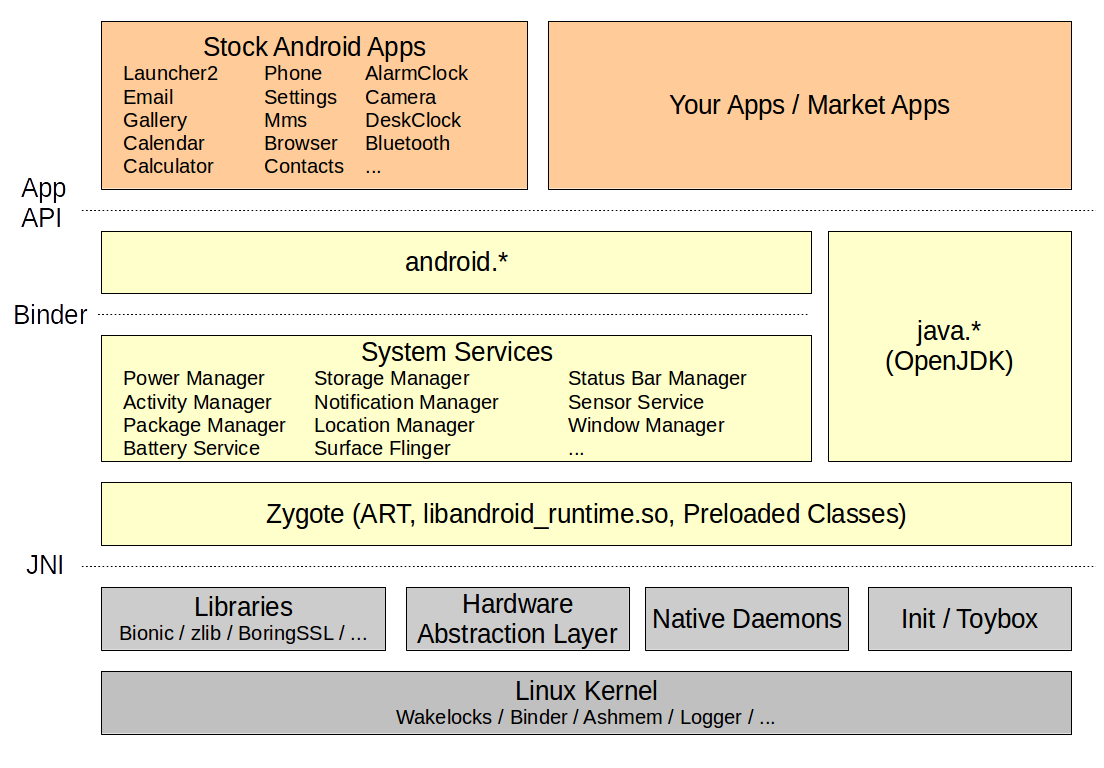 Stock Android Apps
Launcher2 Phone AlarmClock
Email Settings Camera
Gallery Mms DeskClock
Calendar Browser Bluetooth
Calculator Contacts ...
Your Apps / Market Apps
App
API
android.*
Binder
java.*
(OpenJDK)
System Services
Power Manager Storage Manager Status Bar Manager
Activity Manager Notification Manager Sensor Service
Package Manager Location Manager Window Manager
Battery Service Surface Flinger ...
Zygote (ART, libandroid_runtime.so, Preloaded Classes)
JNI
Libraries
Bionic / zlib / BoringSSL / ...
Hardware
Abstraction Layer
Native Daemons
Init / Toybox
Linux Kernel
Wakelocks / Binder / Ashmem / Logger / ...